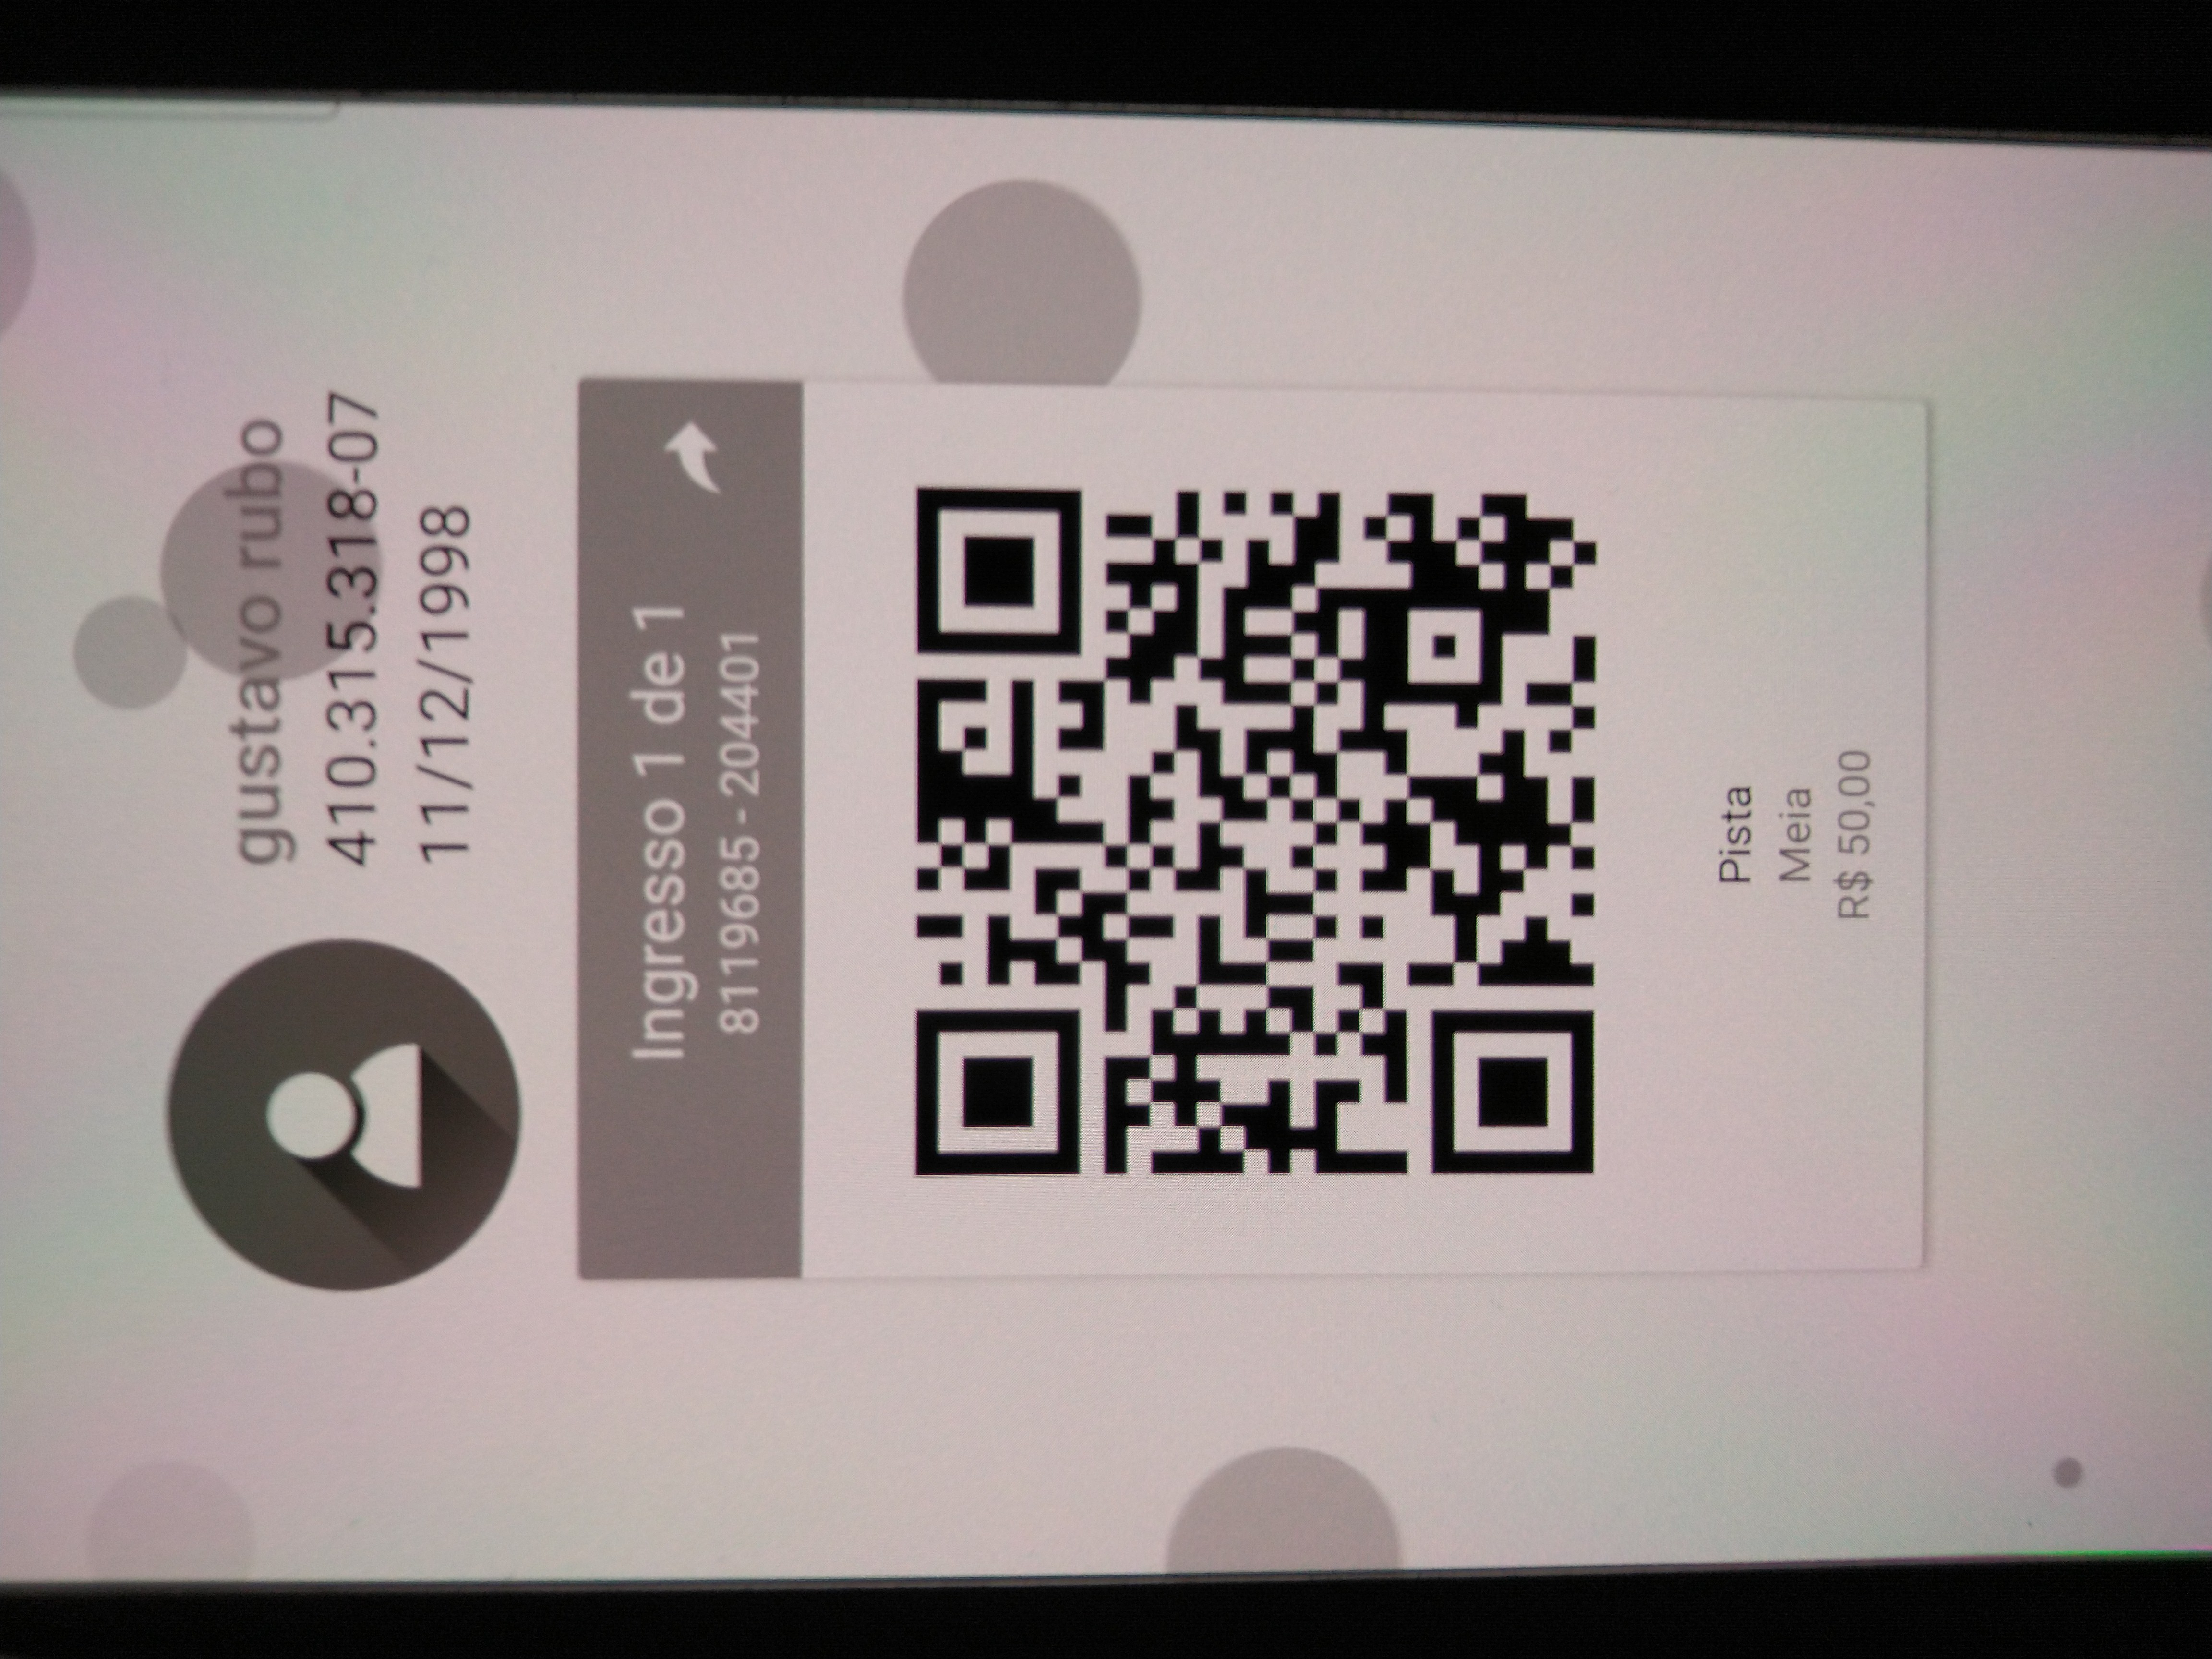 gustavo rubo
410.315.318-07
11/12/1998
Ingresso 1 de 1
8119685 - 204401
Pista
Meia
R$ 50,00